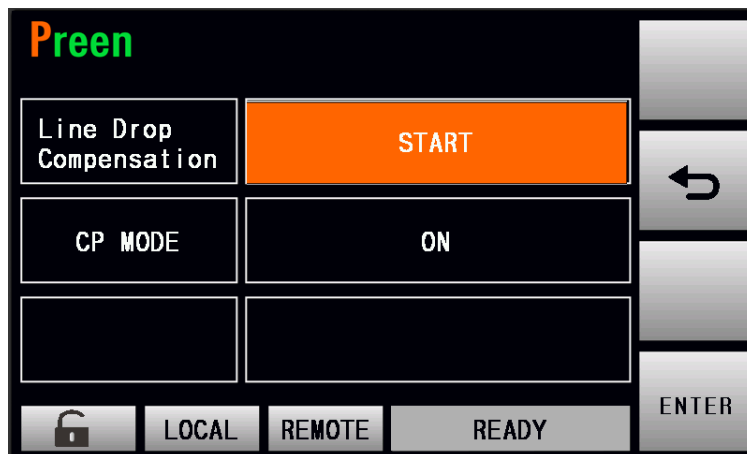 Preen
Line Drop
Compensation
START
CP MODE
ON
LOCAL
REMOTE
READY
ENTER